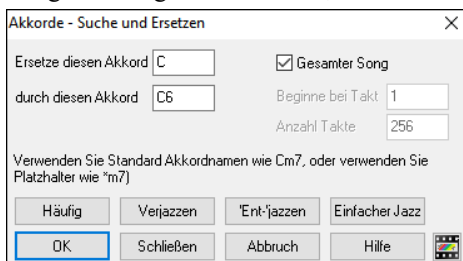 Akkorde - Suche und Ersetzen
Ersetze diesen Akkord C
Gesamter Song
durch diesen Akkord C6
Beginne bei Takt 1
Anzahl Takte 256
Verwenden Sie Standard Akkordnamen wie Cm7, oder verwenden Sie
Platzhalter wie *m7)
Häufig Verjazzen 'Ent-'jazzen Einfacher Jazz
OK Schließen Abbruch Hilfe